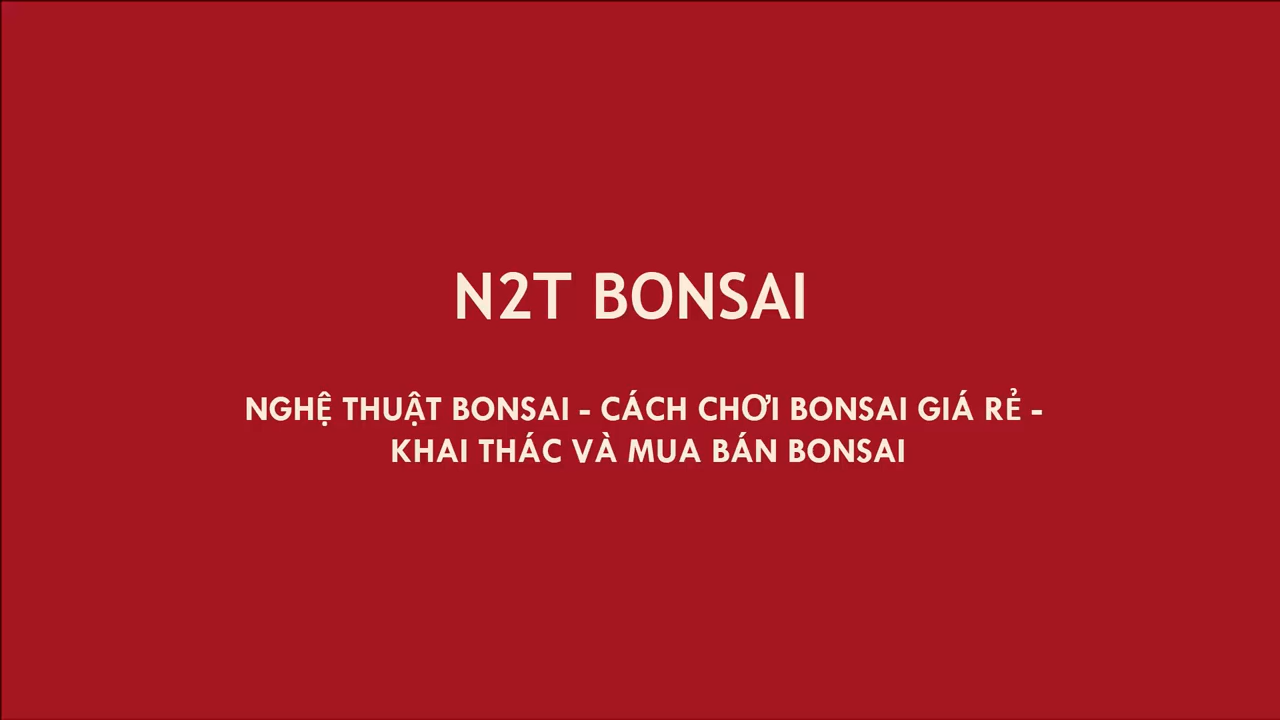 N2T BONSAI
NGHỆ THUẬT BONSAI - CÁCH CHƠI BONSAI GIÁ RẺ -
KHAI THÁC VÀ MUA BÁN BONSAI